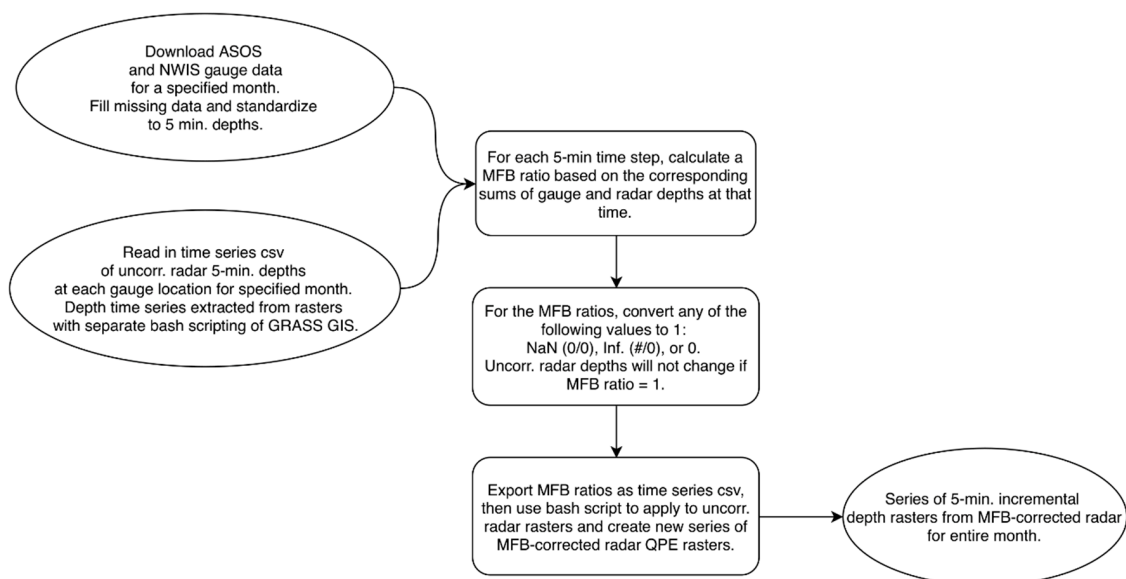 Download ASOS
and NWIS gauge data
for a specified month.
Fill missing data and standardize
to 5 min. depths.
Read in time series csv
of uncorr. radar 5-min. depths
at each gauge location for specified month.
Depth time series extracted from rasters
with separate bash scripting of GRASS GIS.
For each 5-min time step, calculate a
MFB ratio based on the corresponding
sums of gauge and radar depths at that
time.
For the MFB ratios, convert any of the
following values to 1:
NaN (0/0), Inf. (#/0), or 0.
Uncorr. radar depths will not change if
MFB ratio = 1.
Export MFB ratios as time series csv,
then use bash script to apply to uncorr.
radar rasters and create new series of
MFB-corrected radar QPE rasters.
Series of 5-min. incremental
depth rasters from MFB-corrected radar
for entire month.